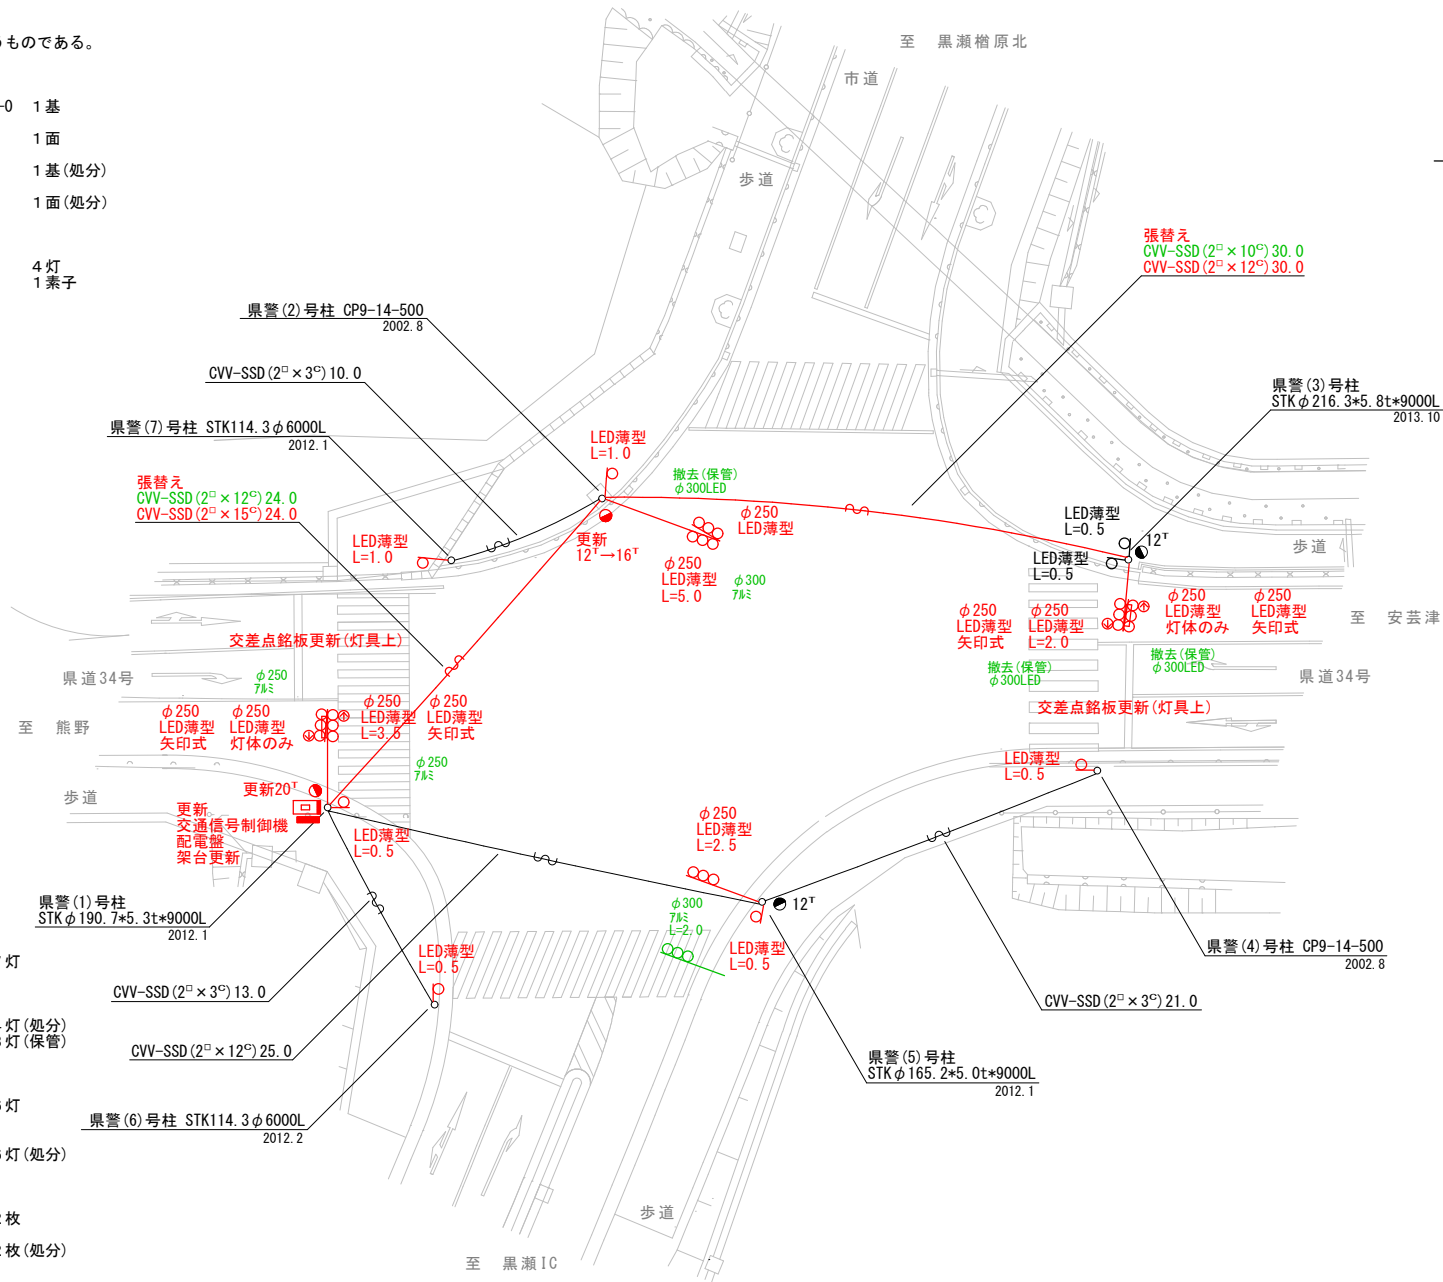 ものである。
-0 1基
1面
1基(処分)
1面(処分)
4灯
1素子
至 黒瀬楢原北
市道
歩道
張替え
CVV-SSD(2□×10C)30.0
CVV-SSD(2□×12C)30.0
県警(2)号柱 CP9-14-500
2002.8
CVV-SSD(2□×3C)10.0
県警(7)号柱 STK114.3φ6000L
2012.1
県警(3)号柱
STKφ216.3*5.8t*9000L
2013.10
張替え
CVV-SSD(2□×12C)24.0
CVV-SSD(2□×15C)24.0
LED薄型
L=1.0
撤去(保管)
φ300LED
φ250
LED薄型
更新
12T→16T
LED薄型
L=1.0
φ250
LED薄型
L=5.0
φ300
アルミ
LED薄型
L=0.5
12T
LED薄型
L=0.5
歩道
φ250
LED薄型
矢印式
φ250
LED薄型
L=2.0
φ250
LED薄型
灯体のみ
φ250
LED薄型
矢印式
至 安芸津
撤去(保管)
φ300LED
撤去(保管)
φ300LED
県道34号
交差点銘板更新(灯具上)
交差点銘板更新(灯具上)
県道34号
φ250
アルミ
至 熊野
φ250
LED薄型
矢印式
φ250
LED薄型
灯体のみ
φ250
LED薄型
L=3.5
φ250
LED薄型
矢印式
φ250
アルミ
歩道
更新20T
更新
交通信号制御機
配電盤
架台更新
LED薄型
L=0.5
LED薄型
L=0.5
φ250
LED薄型
L=2.5
12T
φ300
アルミ
L=2.0
LED薄型
L=0.5
県警(1)号柱
STKφ190.7*5.3t*9000L
2012.1
LED薄型
L=0.5
県警(4)号柱 CP9-14-500
2002.8
灯
CVV-SSD(2□×3C)13.0
CVV-SSD(2□×3C)21.0
灯(処分)
灯(保管)
CVV-SSD(2□×12C)25.0
県警(5)号柱
STKφ165.2*5.0t*9000L
2012.1
灯
県警(6)号柱 STK114.3φ6000L
2012.2
灯(処分)
枚
枚(処分)
歩道
至 黒瀬IC